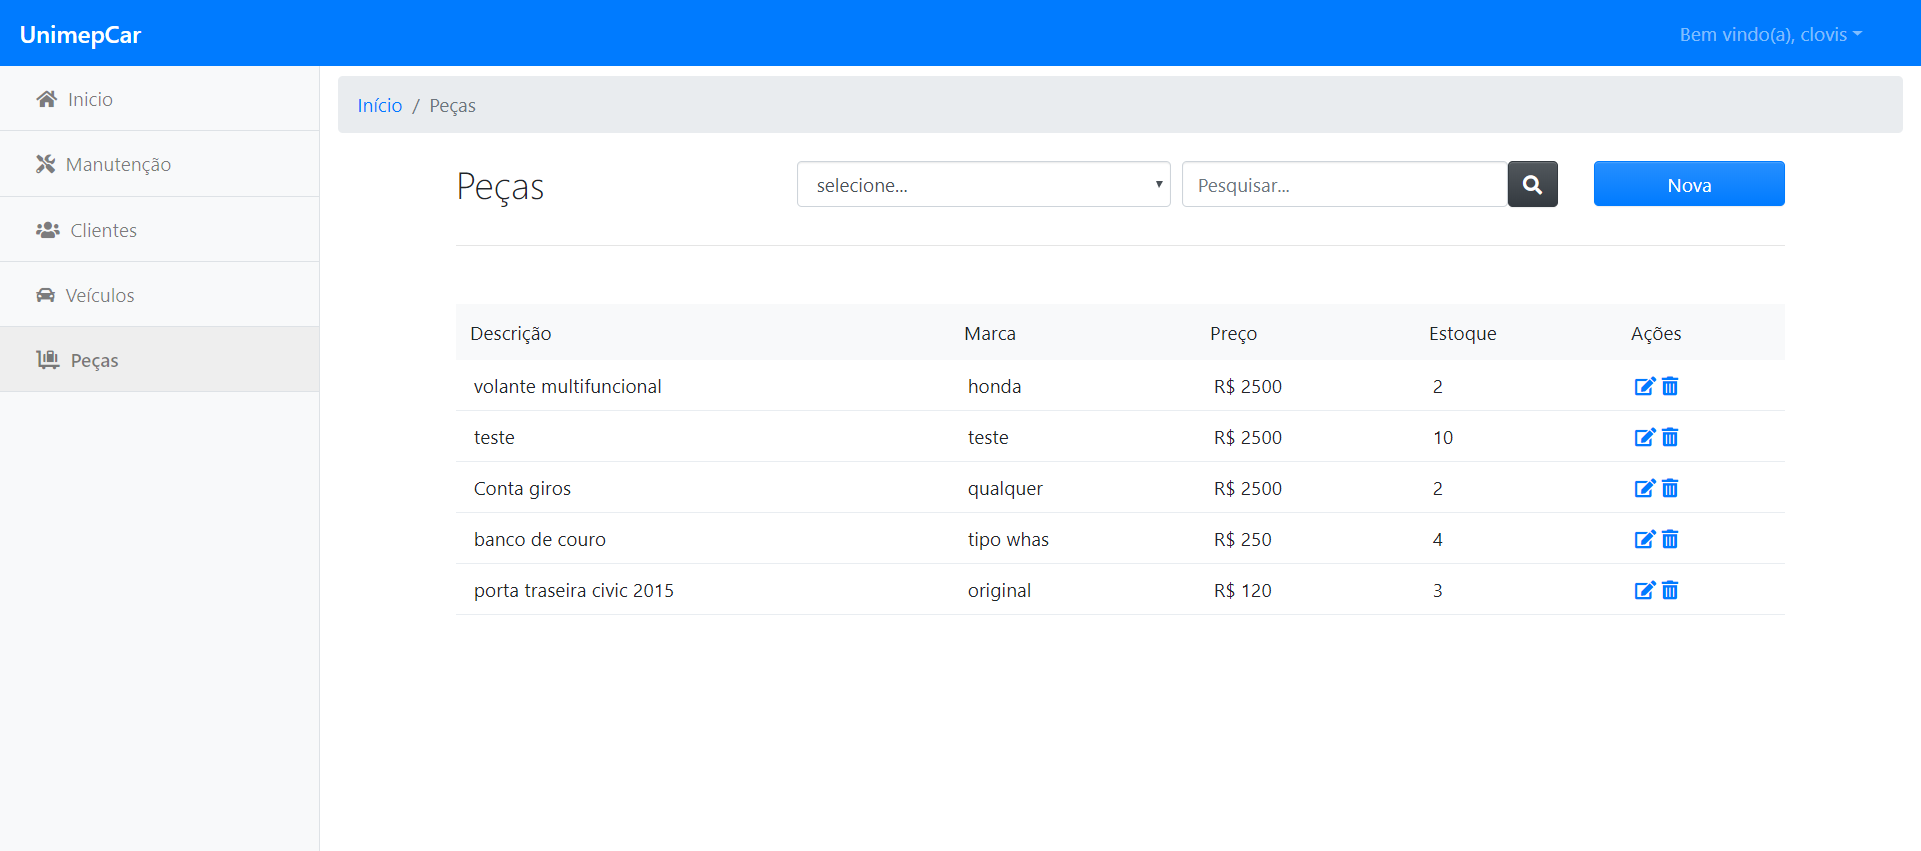 UnimepCar
Bem vindo(a), clovis
Inicio
Manutenção
Clientes
Veículos
Peças
Início / Peças
Peças
selecione...
Pesquisar...
Nova
Descrição Marca Preço Estoque Ações
volante multifuncional honda R$ 2500 2
teste teste R$ 2500 10
Conta giros qualquer R$ 2500 2
banco de couro tipo whas R$ 250 4
porta traseira civic 2015 original R$ 120 3